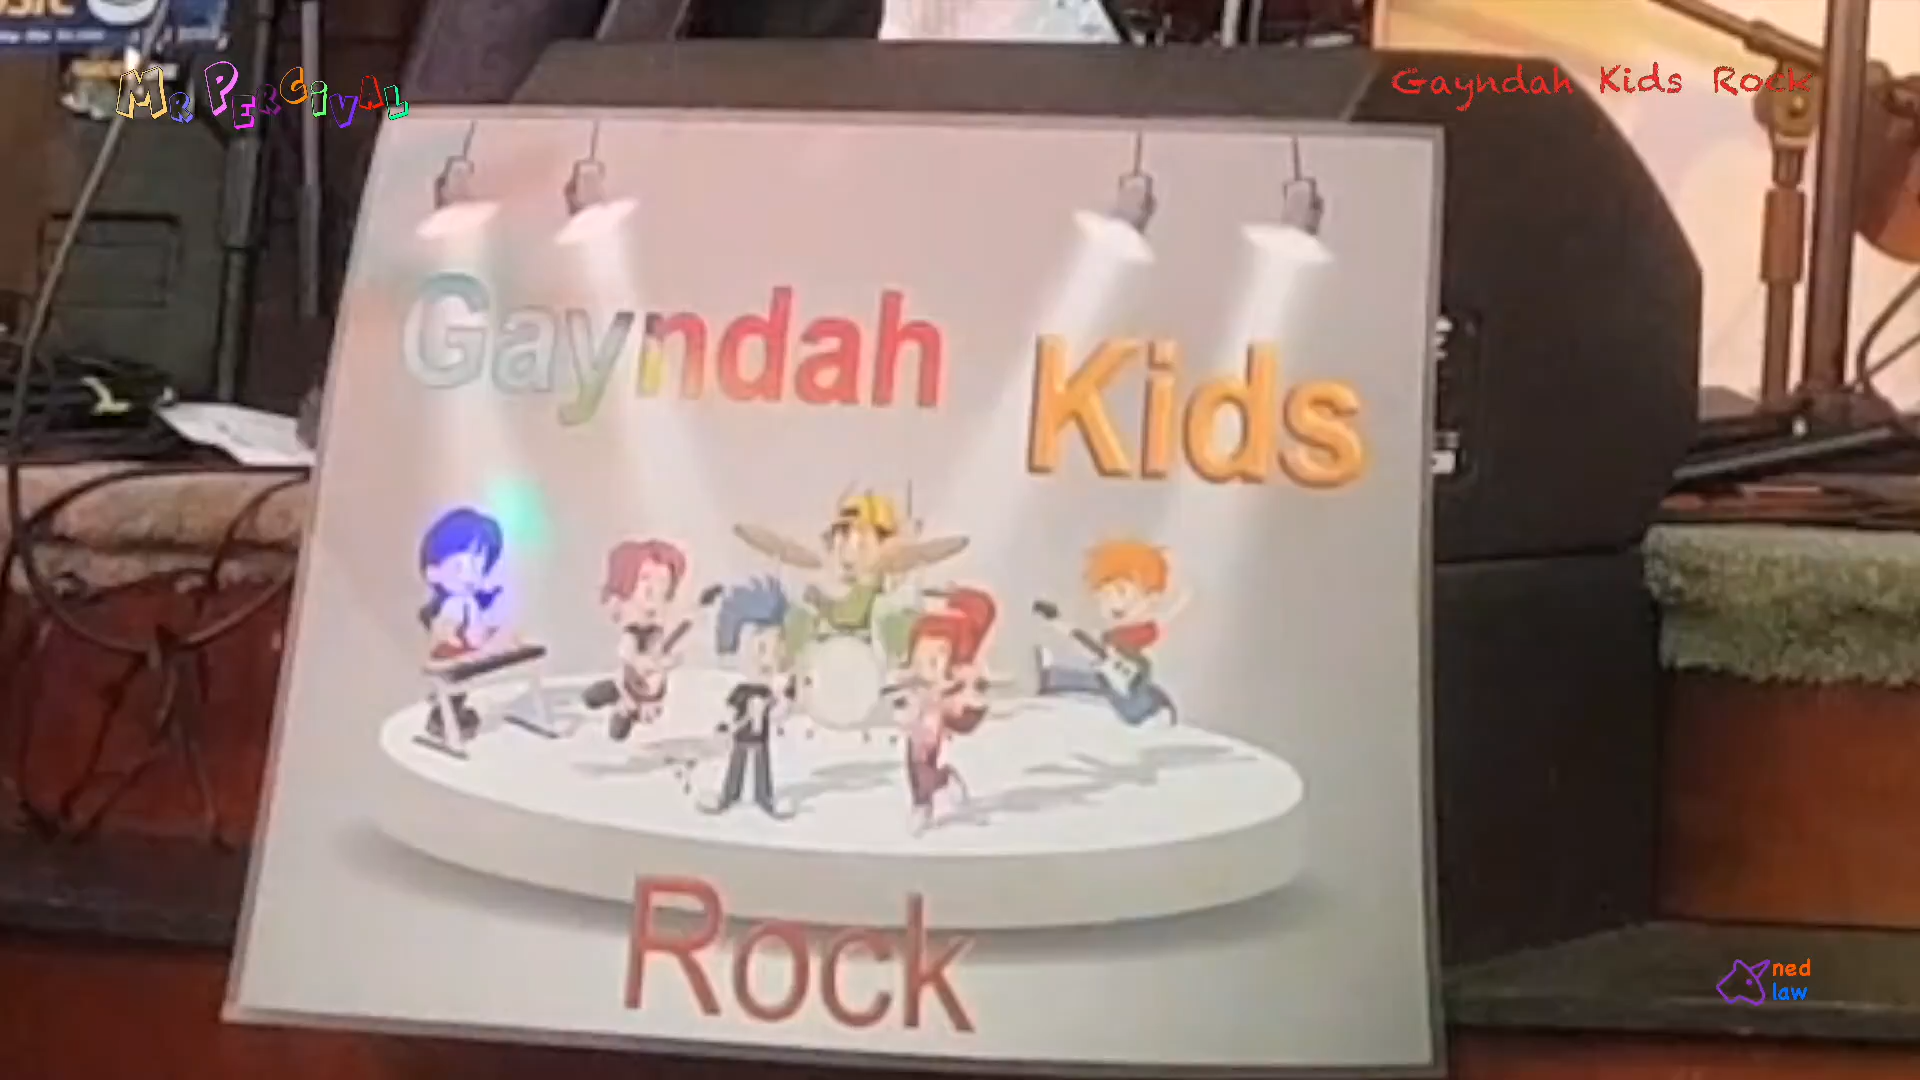 Mr Percival
Gayndah Kids Rock
Gayndah
Kids
Rock
ned
law